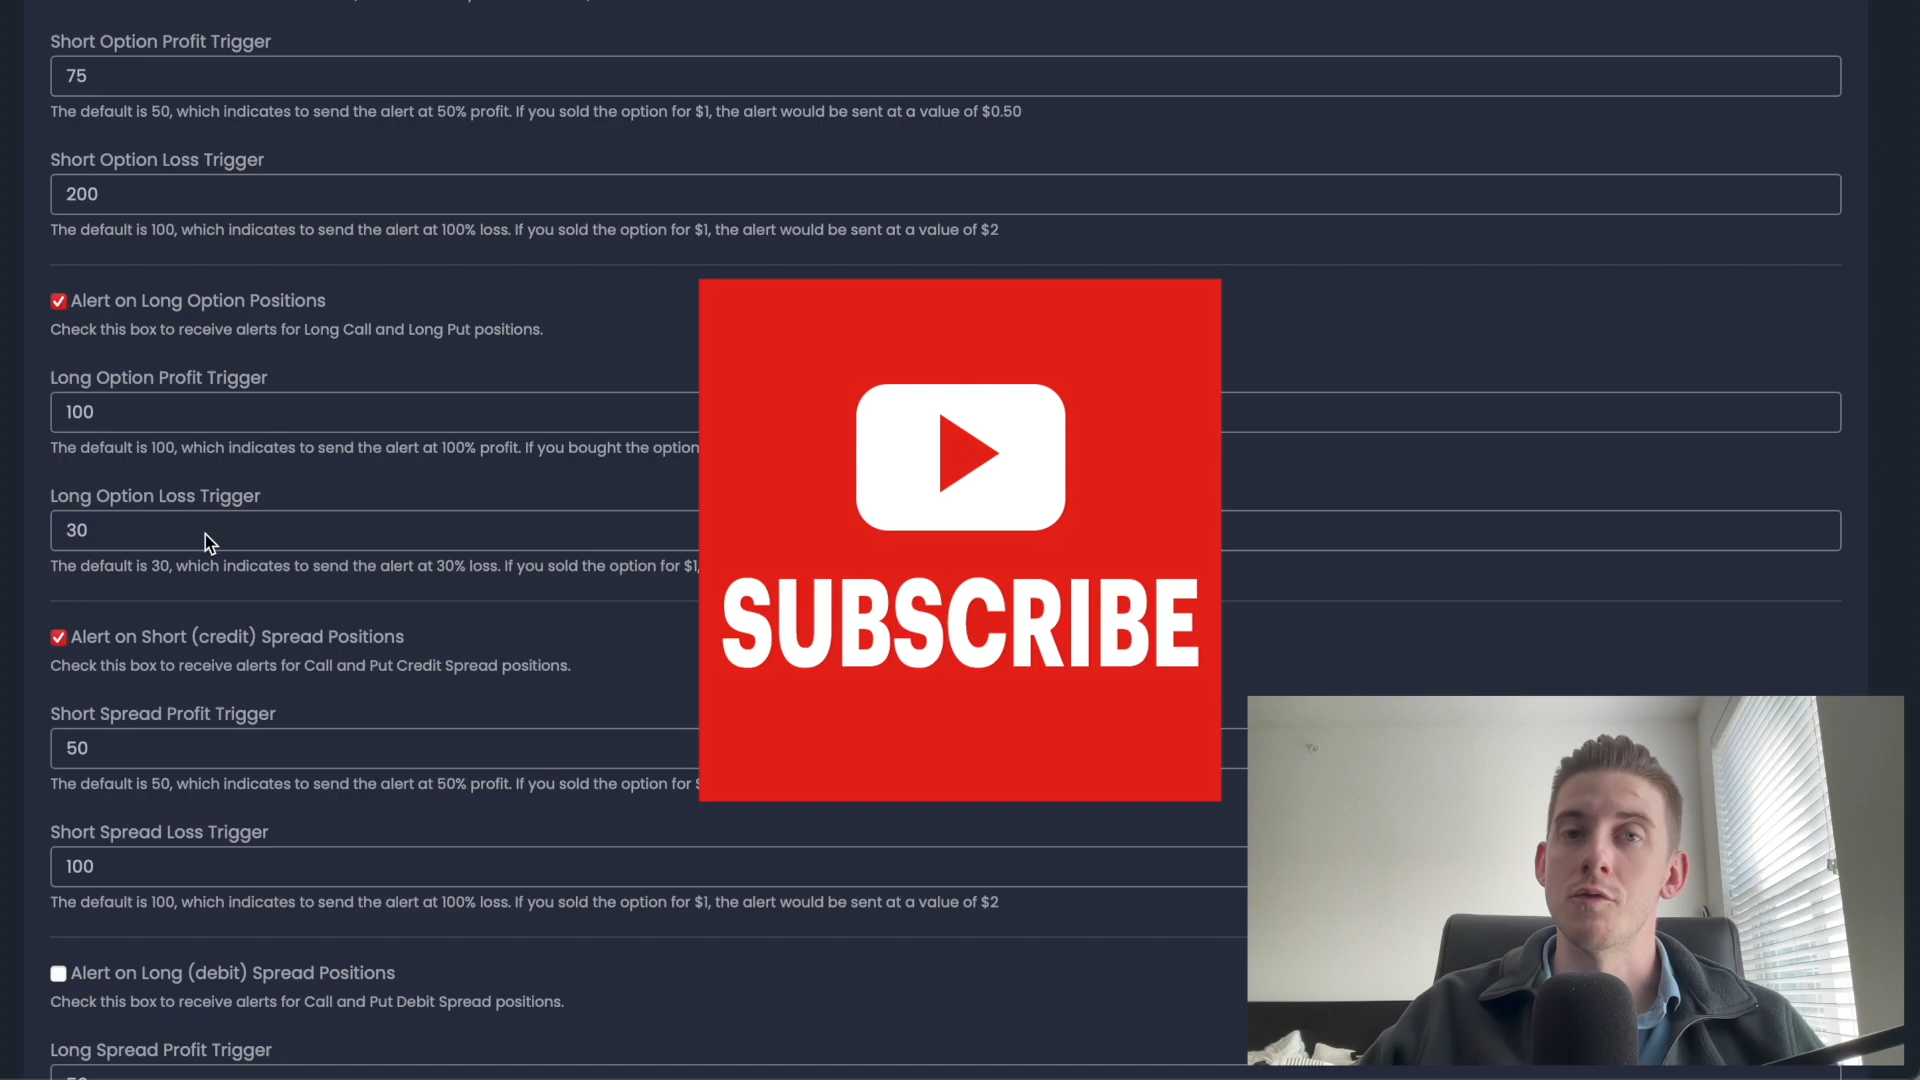 Short Option Profit Trigger
75
The default is 50, which indicates to send the alert at 50% profit. If you sold the option for $1, the alert would be sent at a value of $0.50
Short Option Loss Trigger
200
The default is 100, which indicates to send the alert at 100% loss. If you sold the option for $1, the alert would be sent at a value of $2
Alert on Long Option Positions
Check this box to receive alerts for Long Call and Long Put positions.
Long Option Profit Trigger
100
The default is 100, which indicates to send the alert at 100% profit. If you bought the option
Long Option Loss Trigger
30
The default is 30, which indicates to send the alert at 30% loss. If you sold the option for $1,
SUBSCRIBE
Alert on Short (credit) Spread Positions
Check this box to receive alerts for Call and Put Credit Spread positions.
Short Spread Profit Trigger
50
The default is 50, which indicates to send the alert at 50% profit. If you sold the option for
Short Spread Loss Trigger
100
The default is 100, which indicates to send the alert at 100% loss. If you sold the option for $1, the alert would be sent at a value of $2
Alert on Long (debit) Spread Positions
Check this box to receive alerts for Call and Put Debit Spread positions.
Long Spread Profit Trigger